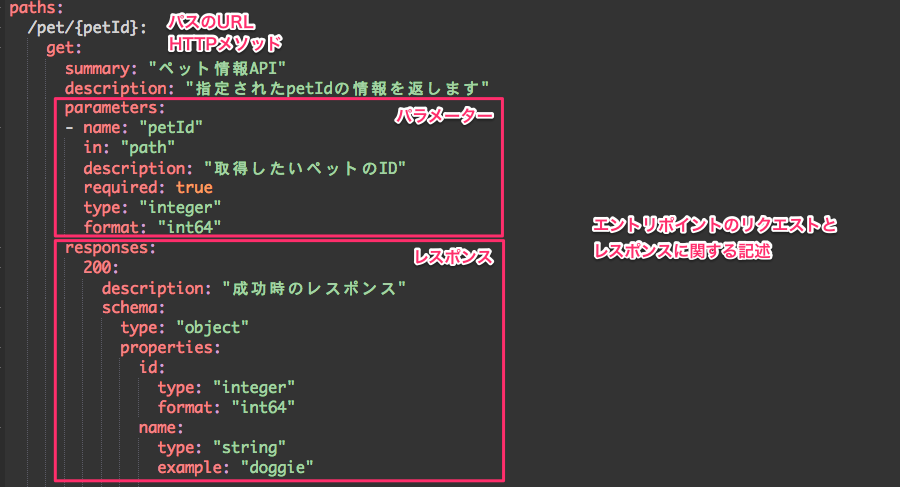 paths:
/pet/{petId}:
パスのURL
HTTPメソッド
get:
summary: "ペット情報API"
description: "指定されたpetIdの情報を返します"
parameters:
パラメーター
- name: "petId"
in: "path"
description: "取得したいペットのID"
required: true
type: "integer"
format: "int64"
エントリポイントのリクエストと
レスポンスに関する記述
responses:
レスポンス
200:
description: "成功時のレスポンス"
schema:
type: "object"
properties:
id:
type: "integer"
format: "int64"
name:
type: "string"
example: "doggie"